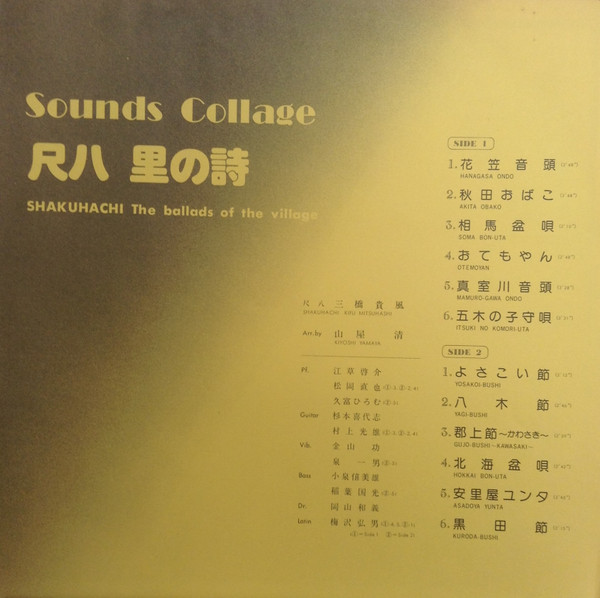 Sounds Collage
尺八 里の詩
SHAKUHACHI The ballads of the village
尺八 三橋貴風
SHAKUHACHI KIFU MITSUHASHI
Arr.by 山屋 清
KIYOSHI YAMAYA
Pf. 江草啓介
松岡直也
久富ひろむ
Guitar 杉本喜代志
村上光雄
Vib. 金山 功
泉 一男
Bass 小泉信美雄
稲葉国光
Dr. 岡山和義
Latin 梅沢弘男
SIDE 1
1. 花笠音頭
HANAGASA ONDO
2. 秋田おばこ
AKITA OBAKO
3. 相馬盆唄
SOMA BON-UTA
4. おてもやん
OTEMOYAN
5. 真室川音頭
MAMURO-GAWA ONDO
6. 五木の子守唄
ITSUKI NO KOMORI-UTA
SIDE 2
1. よさこい節
YOSAKOI-BUSHI
2. 八木節
YAGI-BUSHI
3. 郡上節〜かわさき〜
GUJO-BUSHI〜KAWASAKI〜
4. 北海盆唄
HOKKAI BON-UTA
5. 安里屋ユンタ
ASADOYA YUNTA
6. 黒田節
KURODA-BUSHI